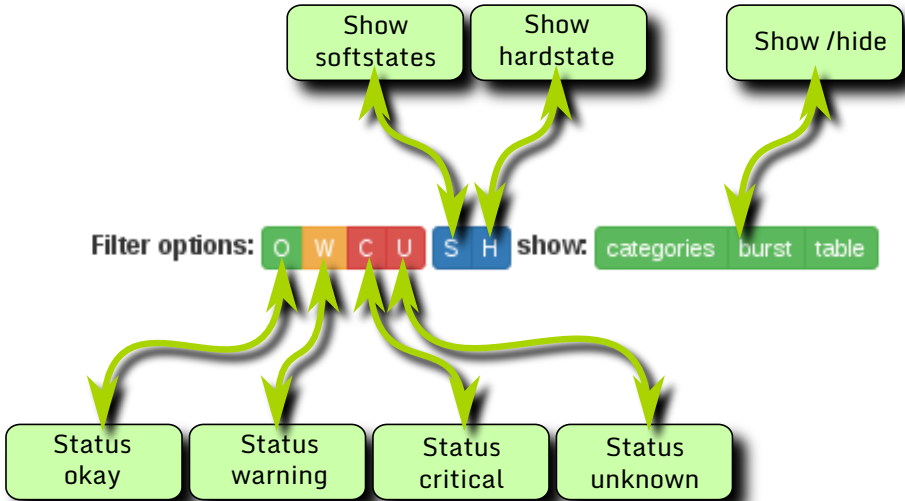 Show
softstates
Show
hardstate
Show /hide
Filter options: O W C U S H show: categories burst table
Status
okay
Status
warning
Status
critical
Status
unknown